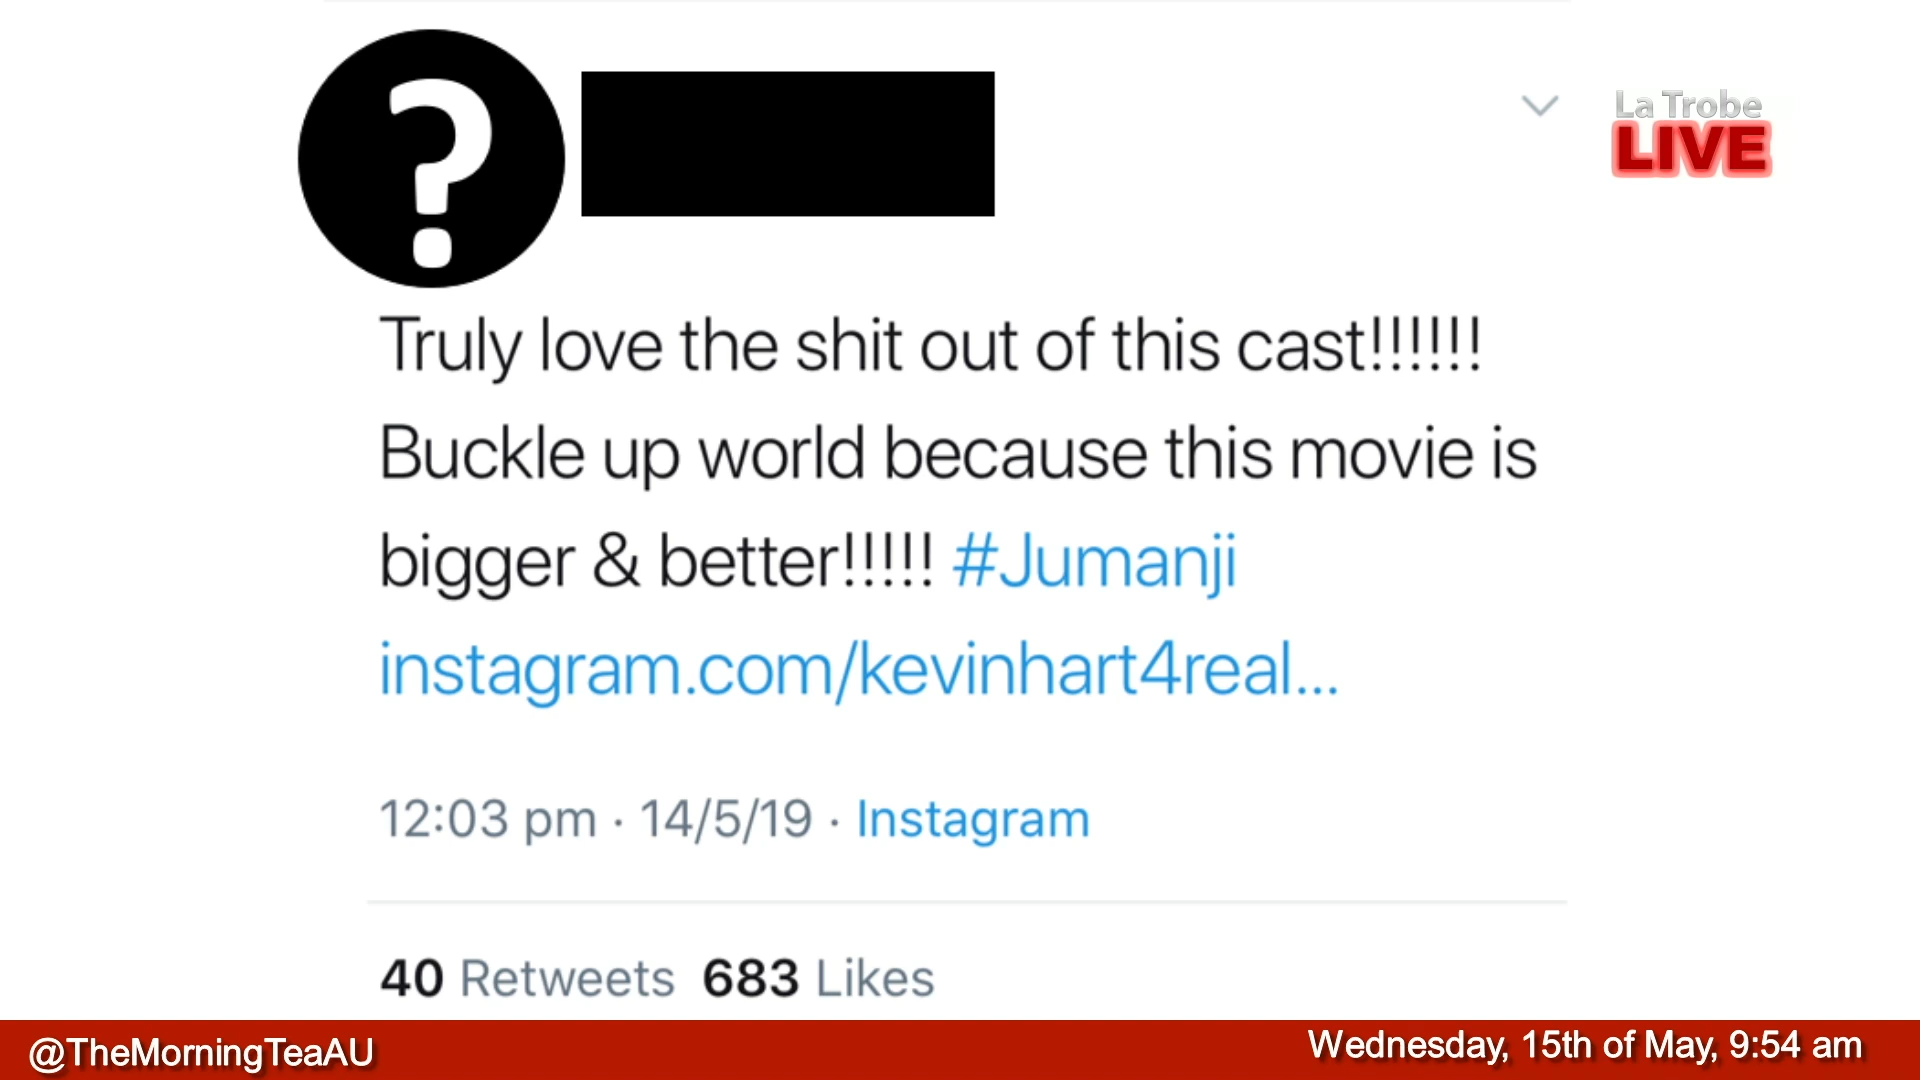 ?
La Trobe
LIVE
Truly love the shit out of this cast!!!!!!
Buckle up world because this movie is
bigger & better!!!!! #Jumanji
instagram.com/kevinhart4real...
12:03 pm · 14/5/19 · Instagram
40 Retweets 683 Likes
@TheMorningTeaAU
Wednesday, 15th of May, 9:54 am